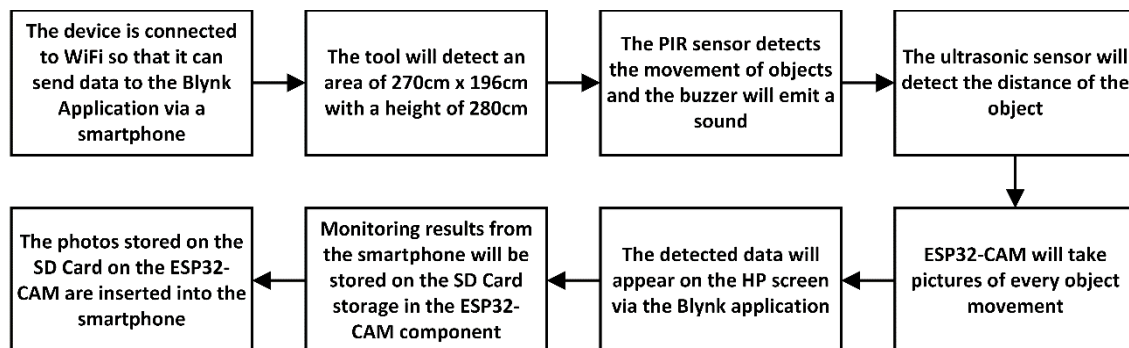 The device is connected
to WiFi so that it can
send data to the Blynk
Application via a
smartphone
The tool will detect an
area of 270cm x 196cm
with a height of 280cm
The PIR sensor detects
the movement of objects
and the buzzer will emit a
sound
The ultrasonic sensor will
detect the distance of the
object
ESP32-CAM will take
pictures of every object
movement
The detected data will
appear on the HP screen
via the Blynk application
Monitoring results from
the smartphone will be
stored on the SD Card
storage in the ESP32-
CAM component
The photos stored on the
SD Card on the ESP32-
CAM are inserted into the
smartphone